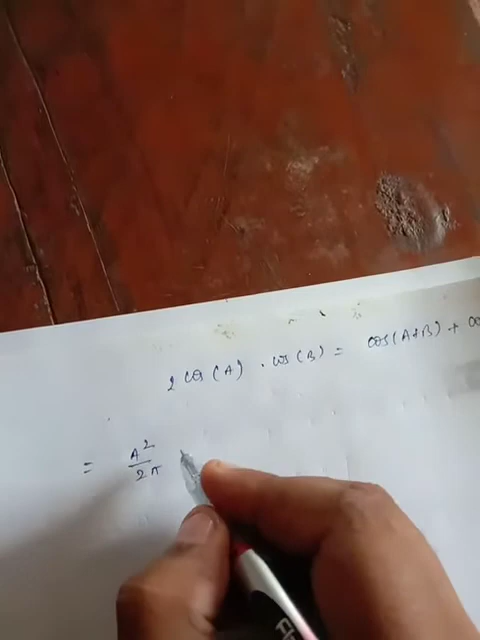 2 cos(A) . cos(B) = cos(A+B) +
= A²/2π